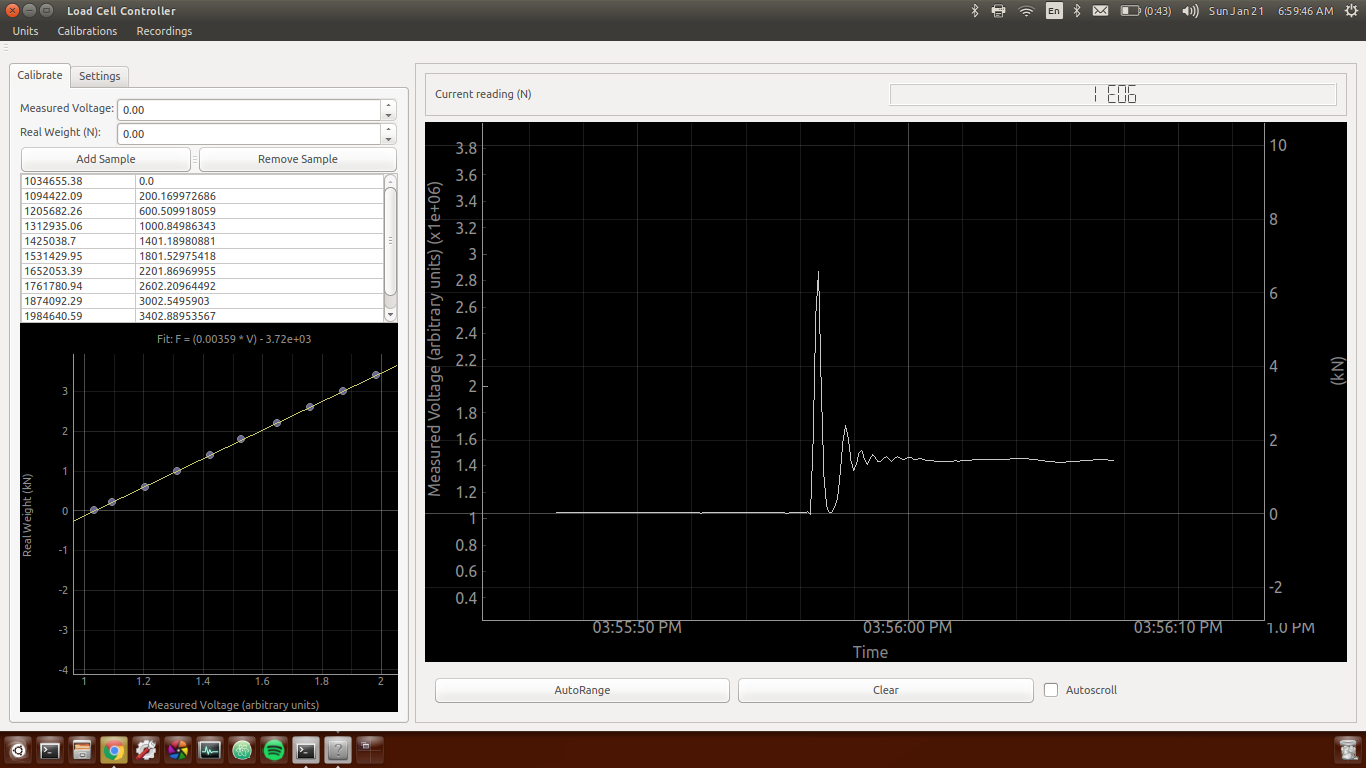 Load Cell Controller
En
(0:43)
Sun Jan 21
6:59:46 AM
Units
Calibrations
Recordings
Calibrate
Settings
Measured Voltage:
0.00
Real Weight (N):
0.00
Add Sample
Remove Sample
1034655.38 0.0
1094422.09 200.169972686
1205682.26 600.509918059
1312935.06 1000.84986343
1425038.7 1401.18980881
1531429.95 1801.52975418
1652053.39 2201.86969955
1761780.94 2602.20964492
1874092.29 3002.5495903
1984640.59 3402.88953567
Fit: F = (0.00359 * V) - 3.72e+03
Real Weight (kN)
3
2
1
0
-1
-2
-3
-4
1
1.2
1.4
1.6
1.8
2
Measured Voltage (arbitrary units)
Current reading (N)
1E06
Measured Voltage (arbitrary units) (x1e+06)
3.8
3.6
3.4
3.2
3
2.8
2.6
2.4
2.2
2
1.8
1.6
1.4
1.2
1
0.8
0.6
0.4
10
8
6
4
2
0
-2
(kN)
03:55:50 PM
03:56:00 PM
03:56:10 PM
1.0 PM
Time
AutoRange
Clear
Autoscroll